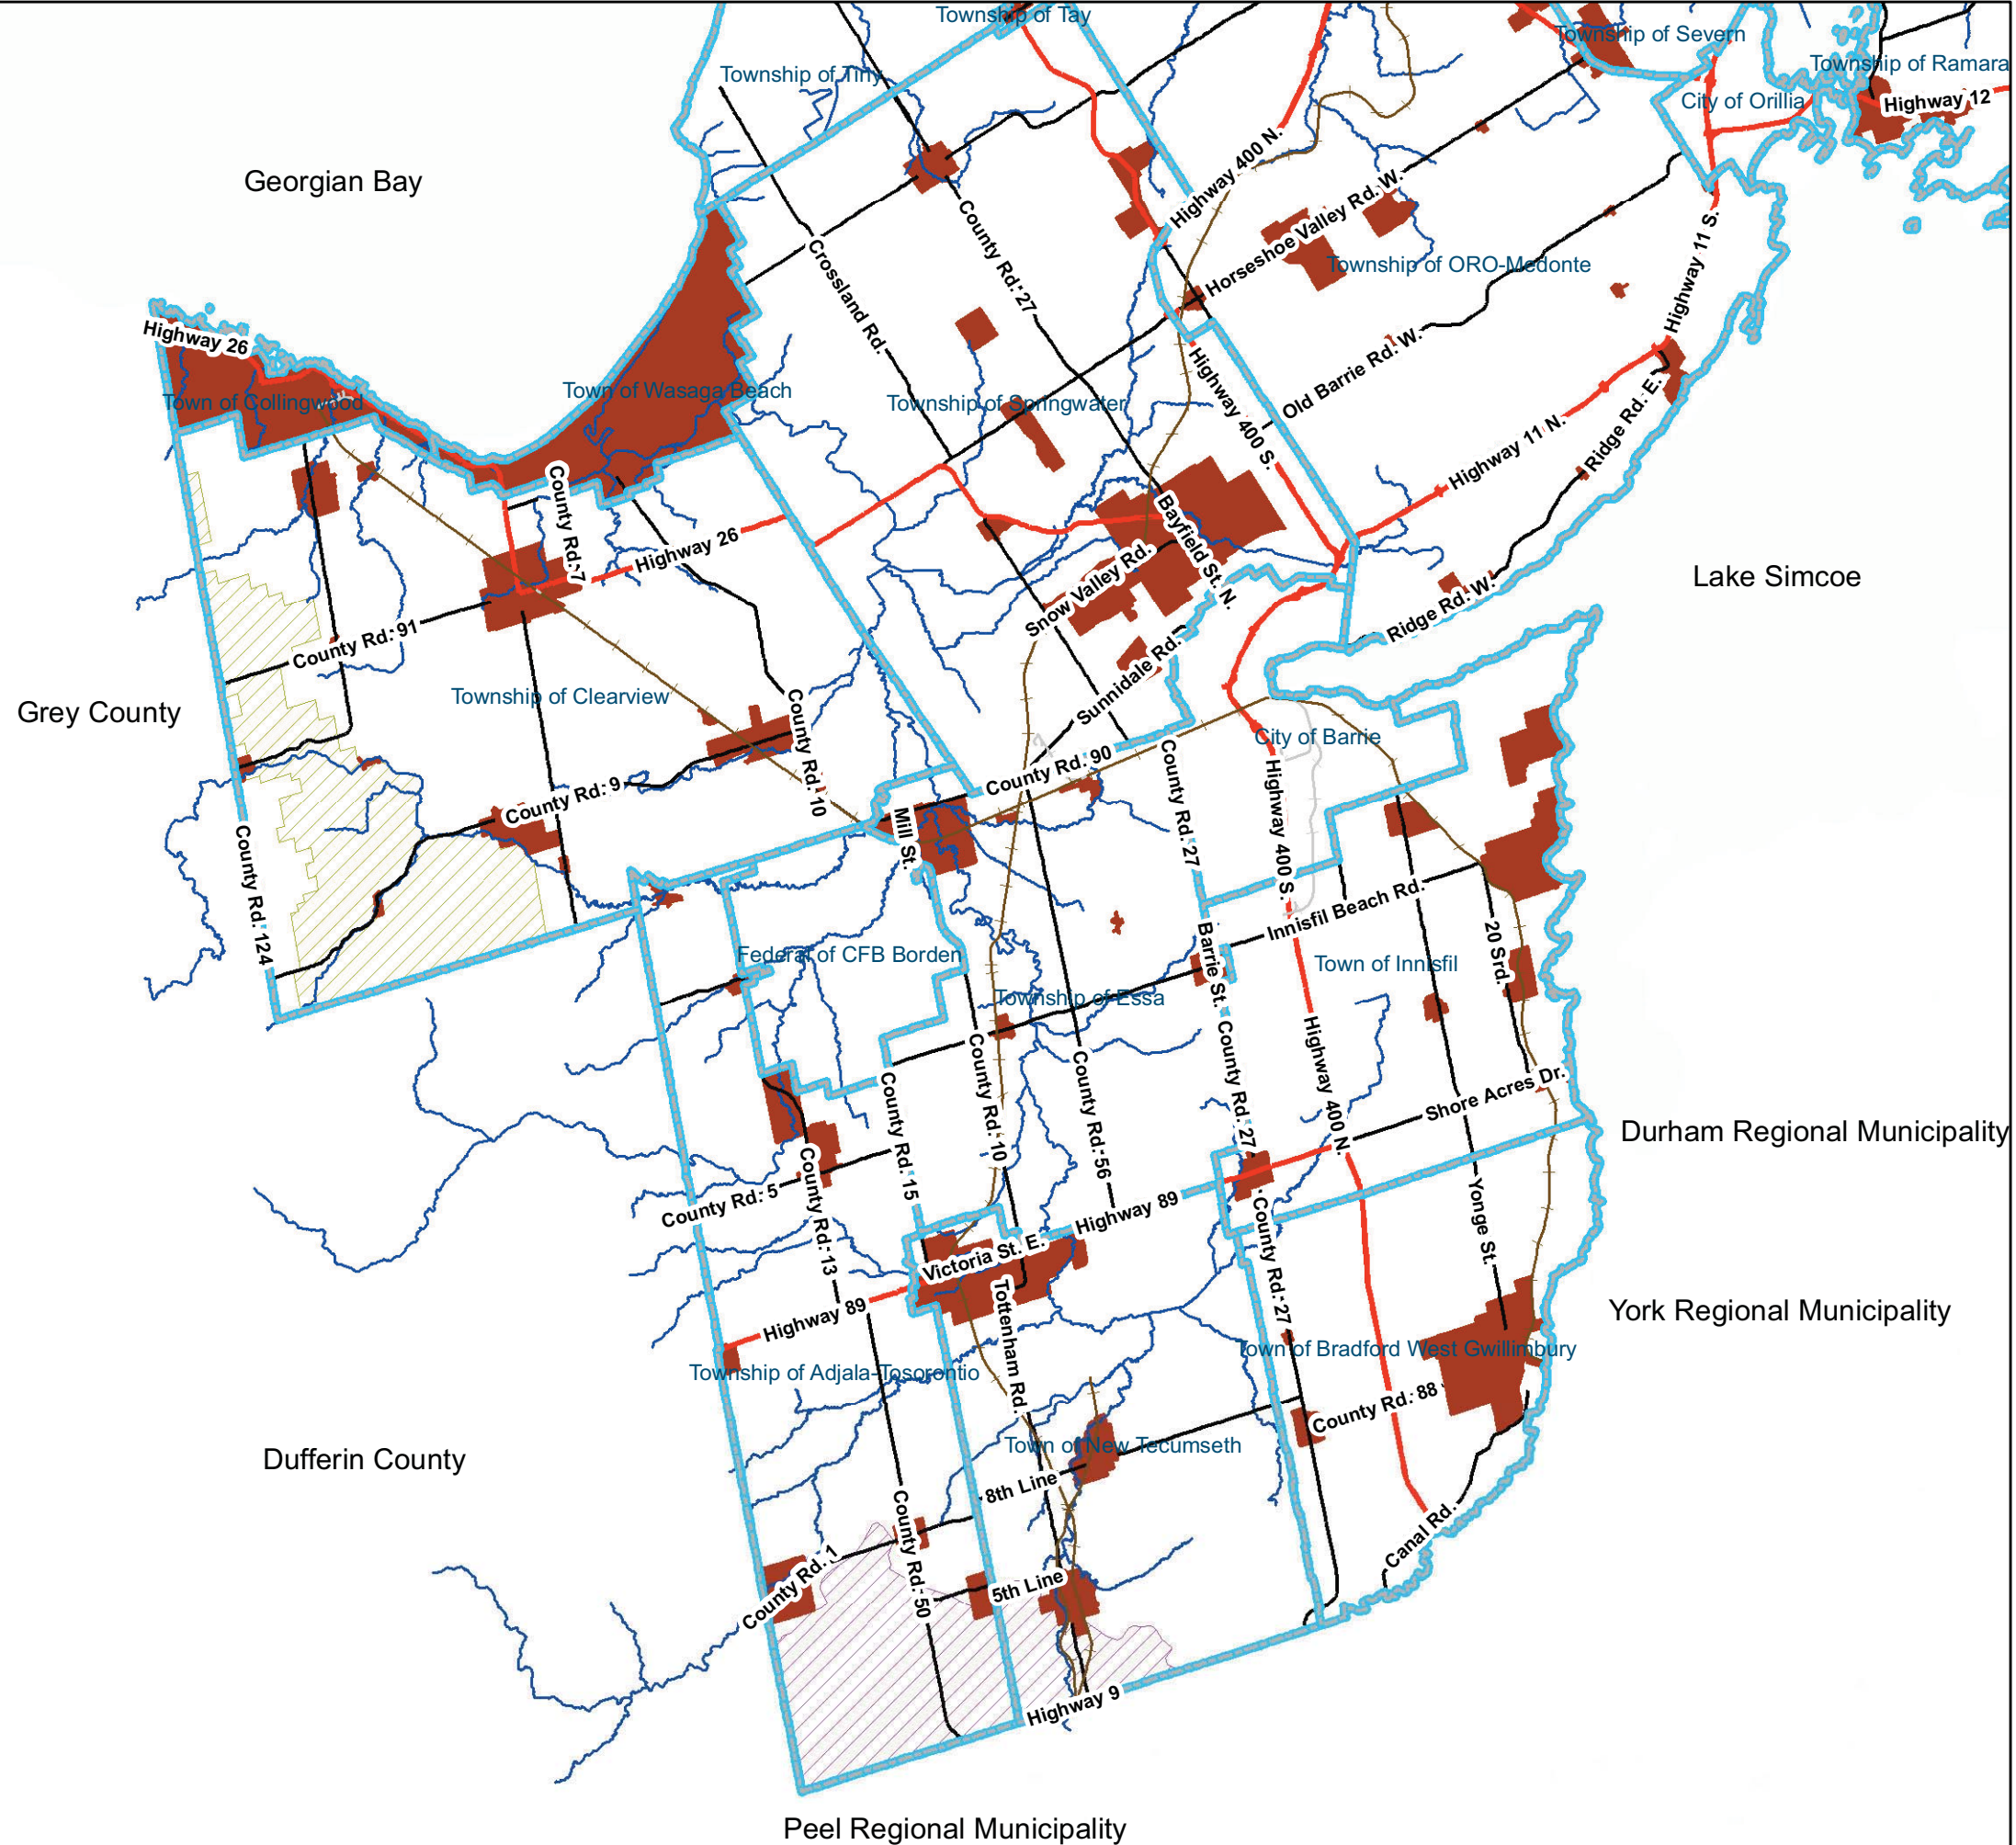 Township of Tay
Township of Severn
Township of Tiny
Township of Ramara
City of Orillia
Highway 12
Georgian Bay
Highway 400 N.
Horseshoe Valley Rd. W.
County Rd. 27
Crossland Rd.
Township of ORO-Medonte
Highway 11 S.
Highway 26
Town of Collingwood
Town of Wasaga Beach
Township of Springwater
Highway 400 S.
Old Barrie Rd. W.
Ridge Rd. E.
Highway 11 N.
County Rd. 7
Highway 26
Bayfield St. N.
Snow Valley Rd.
Lake Simcoe
Ridge Rd. W.
County Rd. 91
Sunnidale Rd.
Grey County
Township of Clearview
County Rd. 10
City of Barrie
County Rd. 90
County Rd. 27
Highway 400 S.
County Rd. 9
Mill St.
County Rd. 124
Innisfil Beach Rd.
Barrie St.
20 Srd.
Federal of CFB Borden
Town of Innisfil
Township of Essa
County Rd. 27
Highway 400 N.
County Rd. 10
County Rd. 56
County Rd. 15
Shore Acres Dr.
Durham Regional Municipality
County Rd. 5
County Rd. 13
Highway 89
Yonge St.
County Rd. 27
Victoria St. E.
Highway 89
Tottenham Rd.
York Regional Municipality
Town of Bradford West Gwillimbury
Township of Adjala-Tosorontio
County Rd. 88
Town of New Tecumseth
Dufferin County
8th Line
County Rd. 50
Canal Rd.
County Rd. 1
5th Line
Highway 9
Peel Regional Municipality